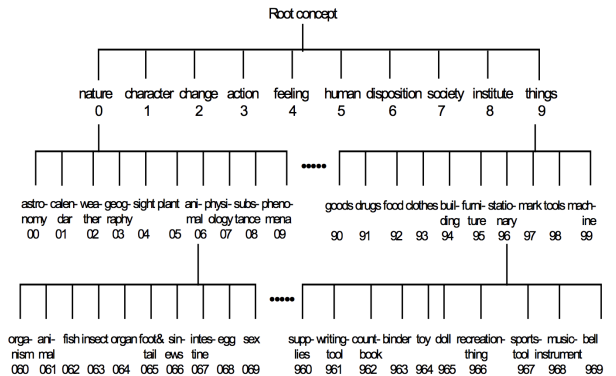 Root concept
nature character change action feeling human disposition society institute things
0 1 2 3 4 5 6 7 8 9
•••••
astro- calen- wea- geog- sight plant ani- physi- subs- pheno- goods drugs food clothes buil- furni- statio- mark tools mach-
nomy dar ther raphy mal ology tance mena ding ture nary ine
00 01 02 03 04 05 06 07 08 09 90 91 92 93 94 95 96 97 98 99
•••••
orga- ani- fish insect organ foot& sin- intes- egg sex supp- writing- count- binder toy doll recreation- sports- music- bell
nism mal tail ews tine lies tool book thing tool instrument
060 061 062 063 064 065 066 067 068 069 960 961 962 963 964 965 966 967 968 969